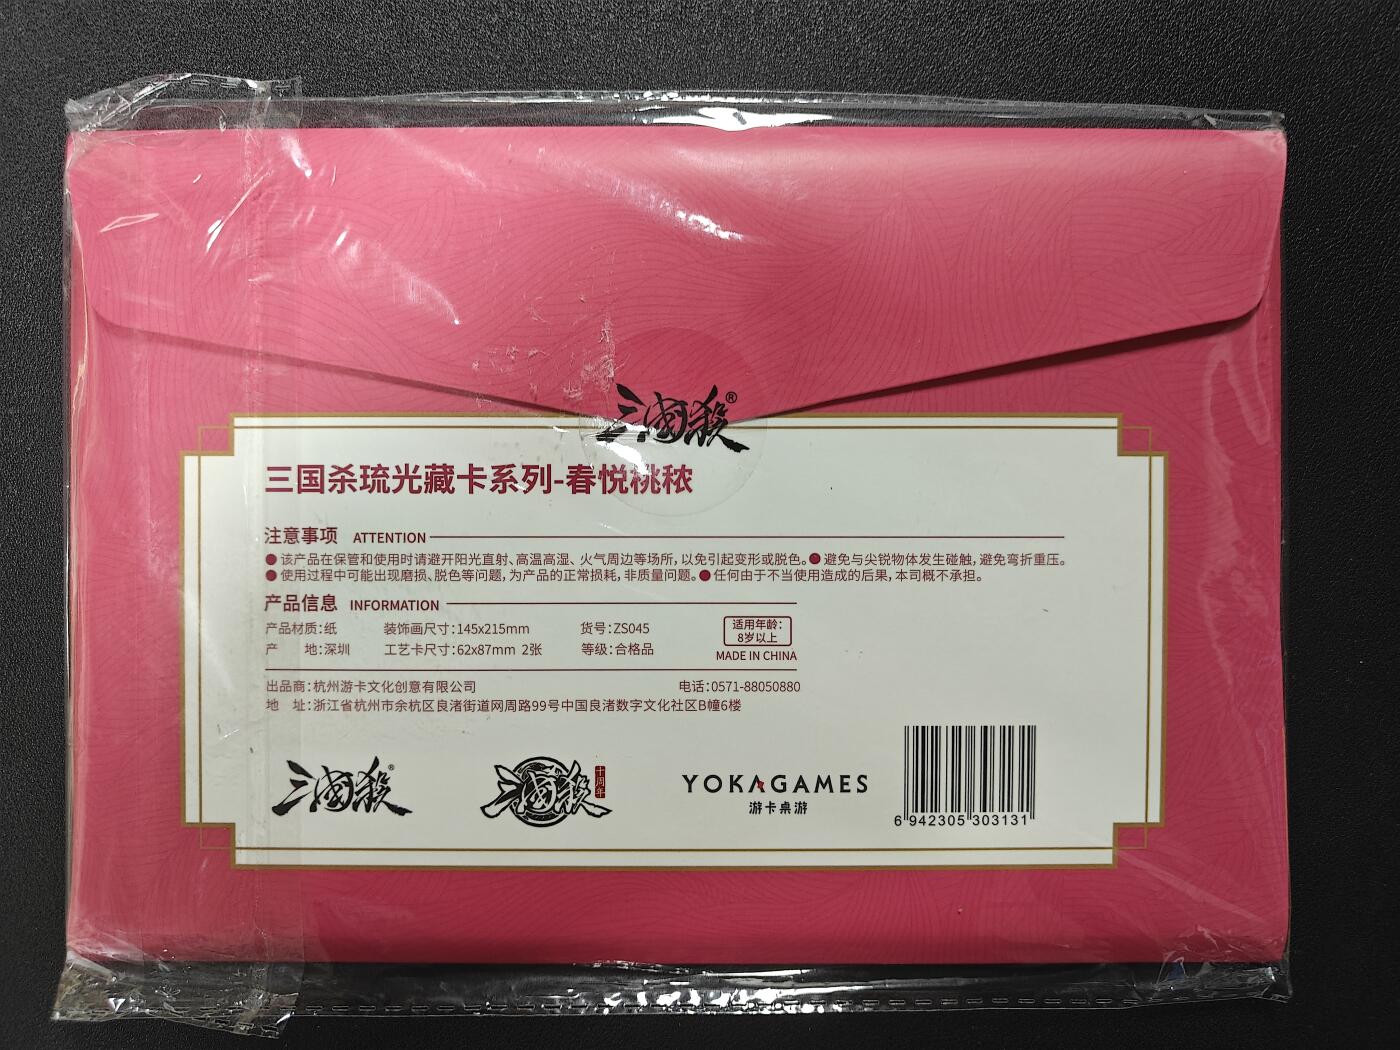 三国杀®
三国杀琉光藏卡系列-春悦桃秾
注意事项 ATTENTION
● 该产品在保管和使用时请避开阳光直射、高温高湿、火气周边等场所,以免引起变形或脱色。● 避免与尖锐物体发生碰触,避免弯折重压。
● 使用过程中可能出现磨损、脱色等问题,为产品的正常损耗,非质量问题。● 任何由于不当使用造成的后果,本司概不承担。
产品信息 INFORMATION
产品材质:纸 装饰画尺寸:145x215mm 货号:ZS045 适用年龄:
8岁以上
产 地:深圳 工艺卡尺寸:62x87mm 2张 等级:合格品 MADE IN CHINA
出品商:杭州游卡文化创意有限公司 电话:0571-88050880
地 址:浙江省杭州市余杭区良渚街道网周路99号中国良渚数字文化社区B幢6楼
三国杀® 三国杀 十周年 YOKAGAMES
游卡桌游
6 942305 303131